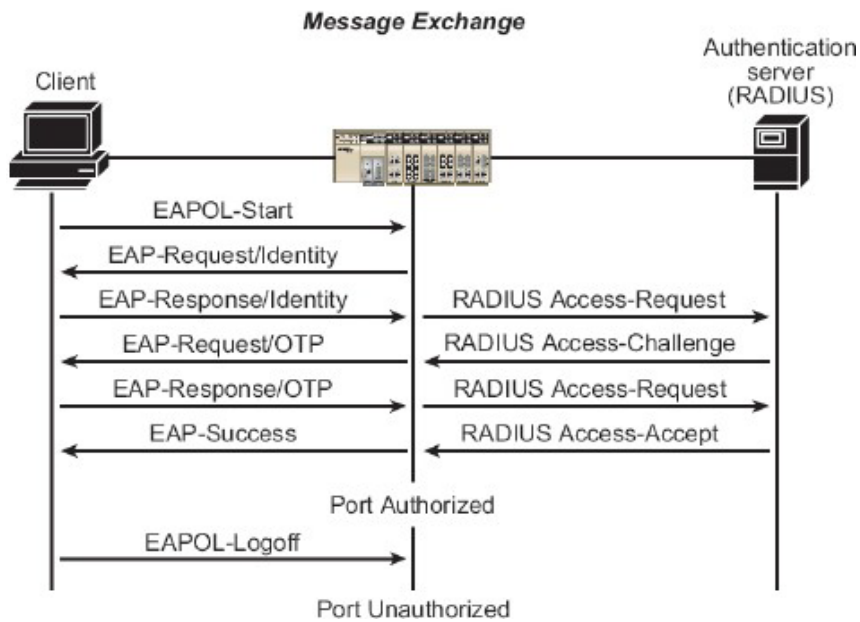 Message Exchange
Client
Authentication
server
(RADIUS)
EAPOL-Start
EAP-Request/Identity
EAP-Response/Identity
RADIUS Access-Request
EAP-Request/OTP
RADIUS Access-Challenge
EAP-Response/OTP
RADIUS Access-Request
EAP-Success
RADIUS Access-Accept
Port Authorized
EAPOL-Logoff
Port Unauthorized